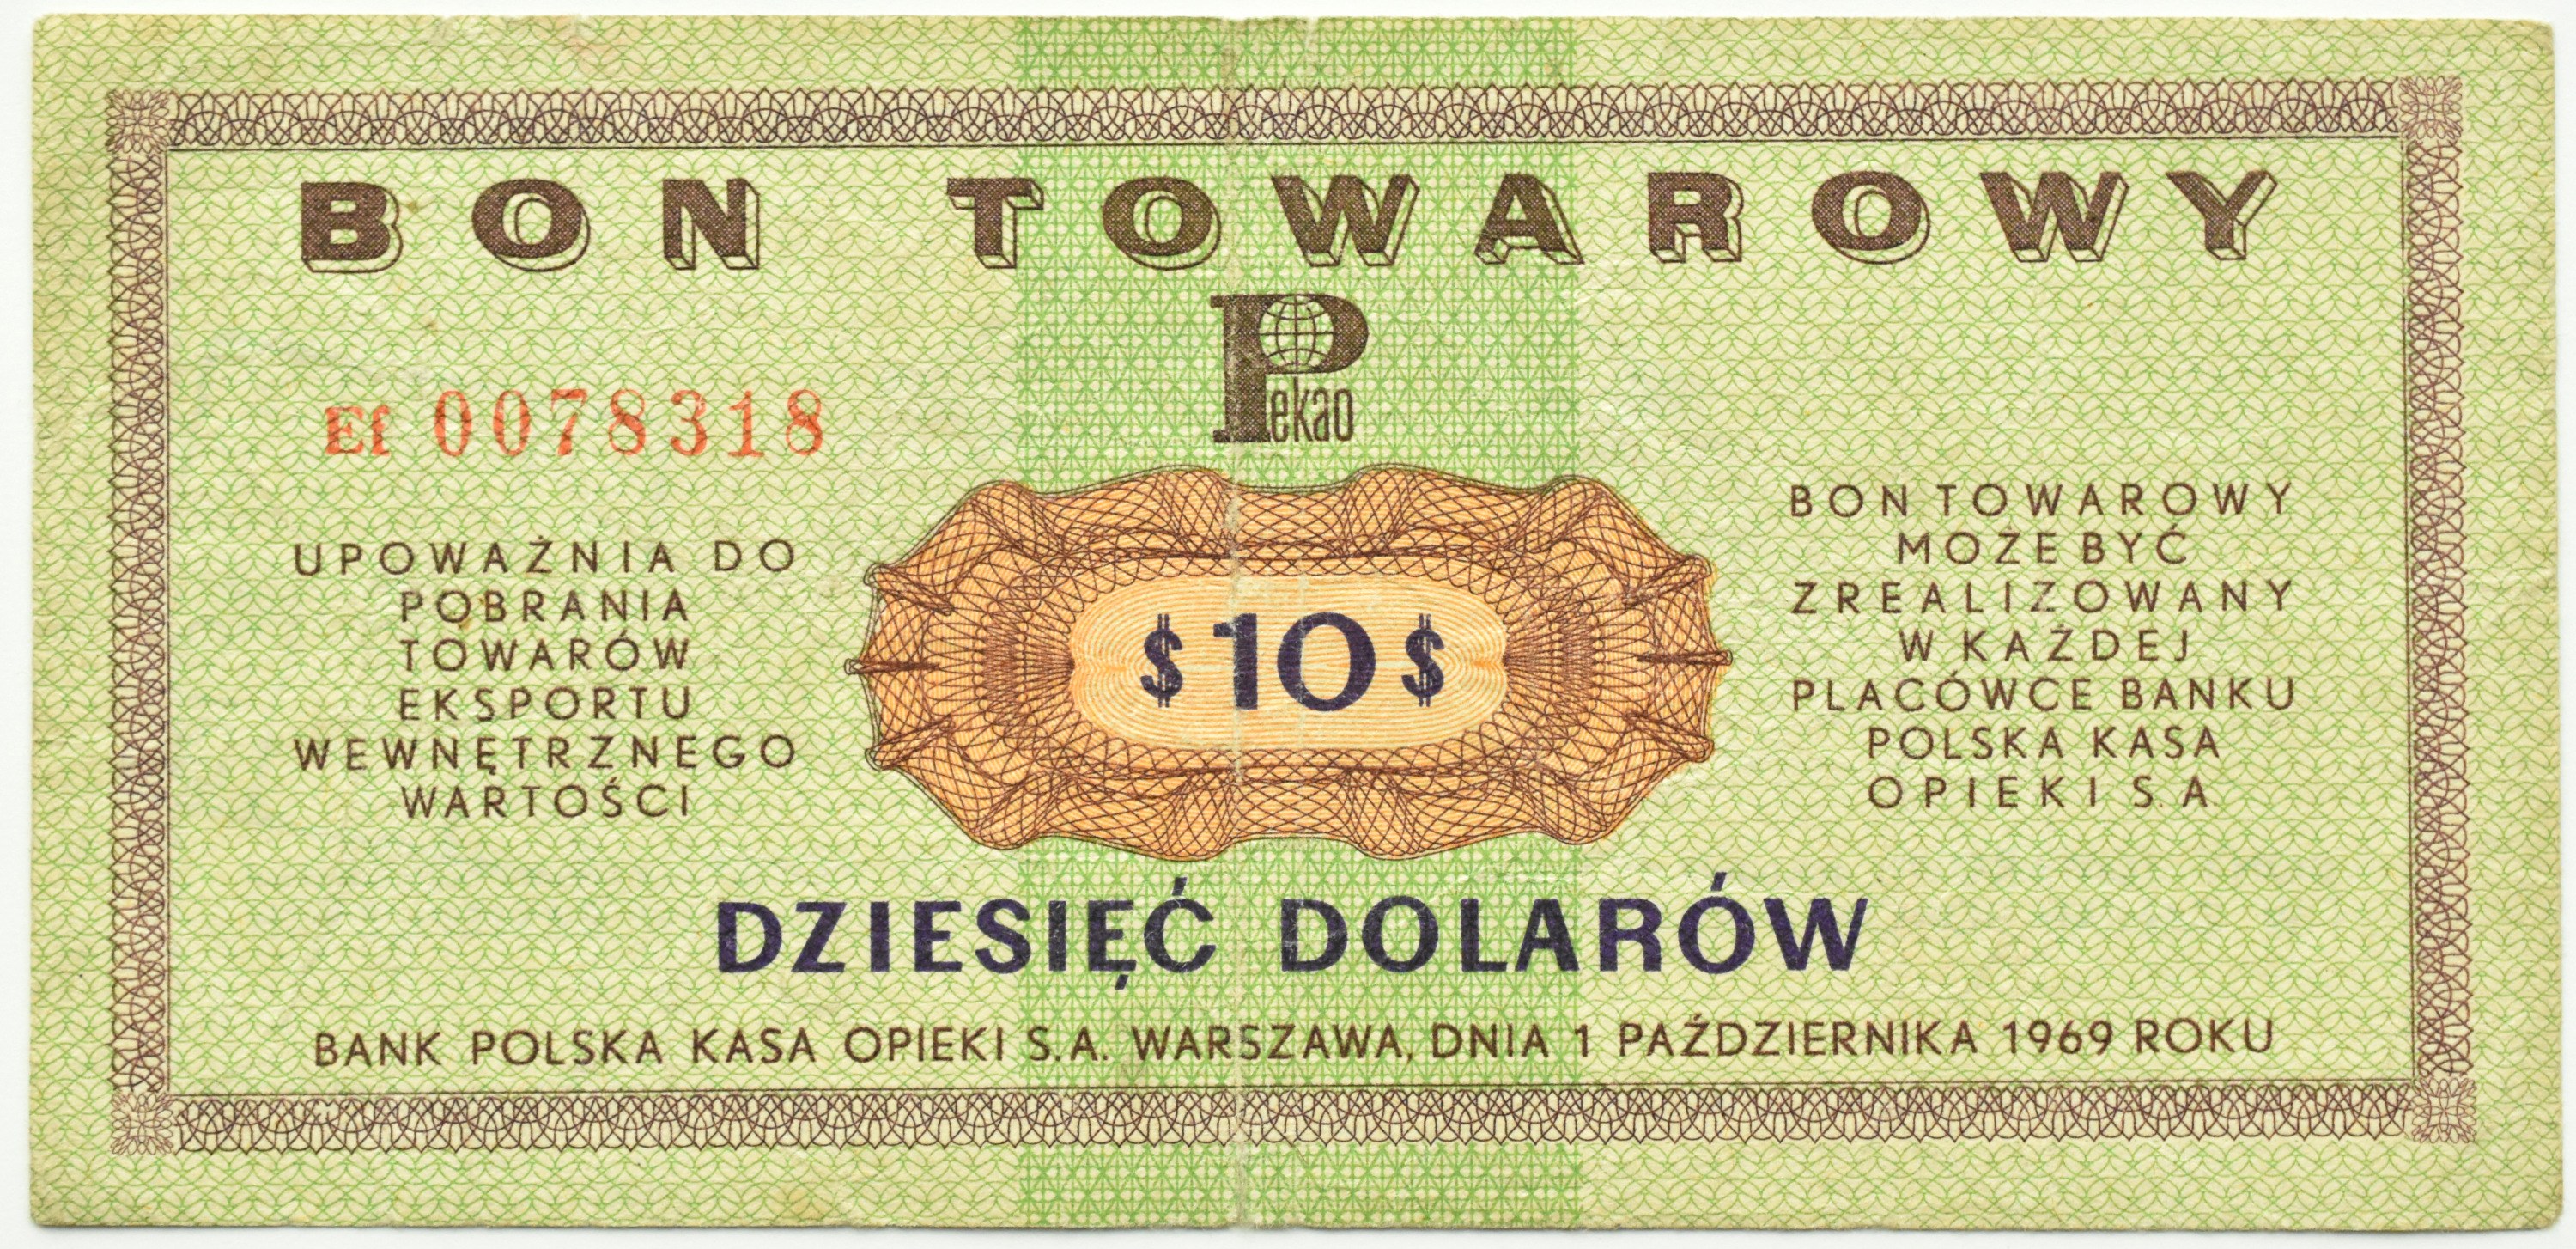 BON TOWAROWY
Pekao
Ef 0078318
UPOWAŻNIA DO
POBRANIA
TOWARÓW
EKSPORTU
WEWNĘTRZNEGO
WARTOŚCI
$10$
BON TOWAROWY
MOŻE BYĆ
ZREALIZOWANY
W KAŻDEJ
PLACÓWCE BANKU
POLSKA KASA
OPIEKI S.A.
DZIESIĘĆ DOLARÓW
BANK POLSKA KASA OPIEKI S.A. WARSZAWA, DNIA 1 PAŹDZIERNIKA 1969 ROKU